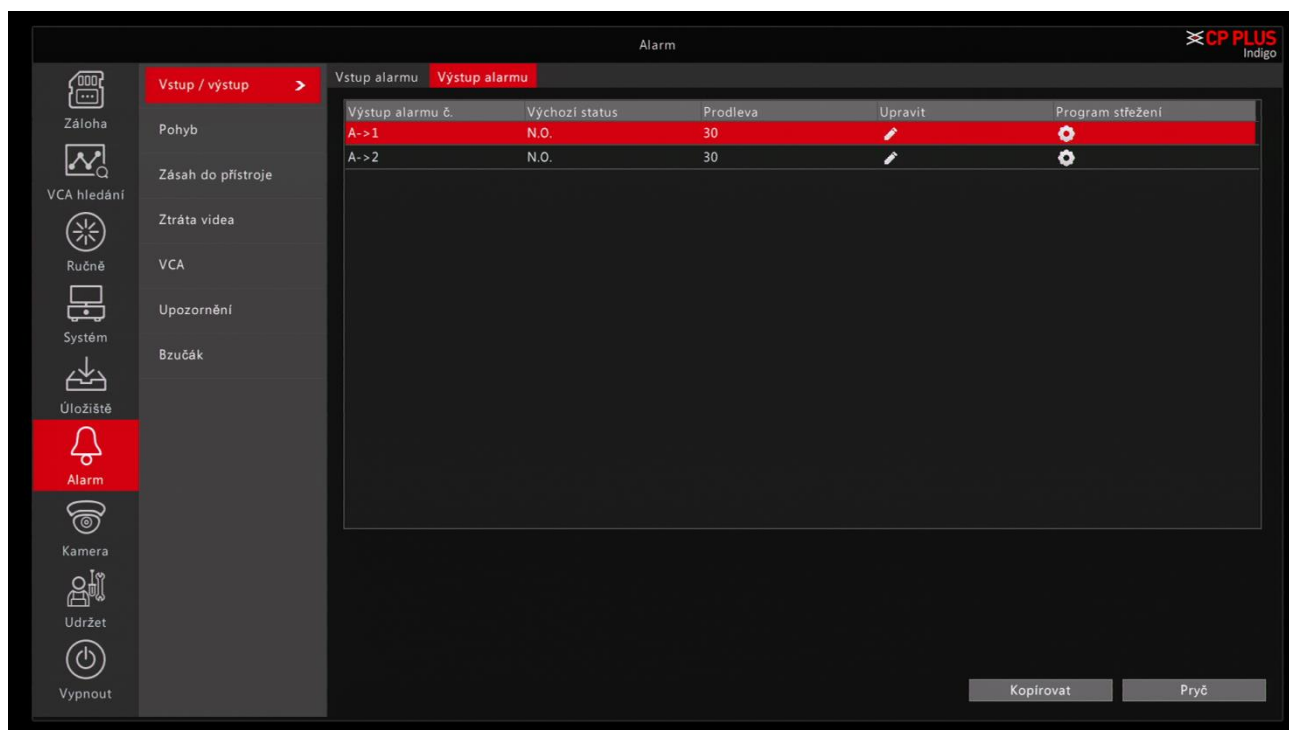 Alarm
CP PLUS
Indigo
Záloha
VCA hledání
Ručně
Systém
Úložiště
Alarm
Kamera
Udržet
Vypnout
Vstup / výstup
Pohyb
Zásah do přístroje
Ztráta videa
VCA
Upozornění
Bzučák
Vstup alarmu Výstup alarmu
Výstup alarmu č. Výchozí status Prodleva Upravit Program střežení
A->1 N.O. 30
A->2 N.O. 30
Kopírovat Pryč